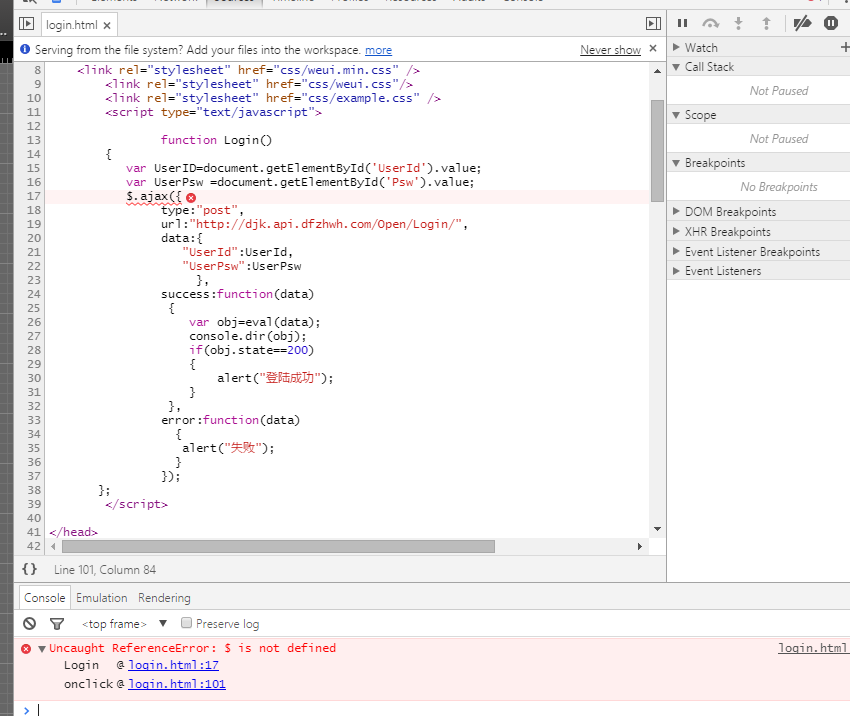 login.html ×
Serving from the file system? Add your files into the workspace. more Never show ×
8 <link rel="stylesheet" href="css/weui.min.css" />
9 <link rel="stylesheet" href="css/weui.css"/>
10 <link rel="stylesheet" href="css/example.css" />
11 <script type="text/javascript">
12
13 function Login()
14 {
15 var UserID=document.getElementById('UserId').value;
16 var UserPsw =document.getElementById('Psw').value;
17 $.ajax({
18 type:"post",
19 url:"http://djk.api.dfzhwh.com/Open/Login/",
20 data:{
21 "UserId":UserId,
22 "UserPsw":UserPsw
23 },
24 success:function(data)
25 {
26 var obj=eval(data);
27 console.dir(obj);
28 if(obj.state==200)
29 {
30 alert("登陆成功");
31 }
32 },
33 error:function(data)
34 {
35 alert("失败");
36 }
37 });
38 };
39 </script>
40
41 </head>
42
{} Line 101, Column 84
Watch +
Call Stack
Not Paused
Scope
Not Paused
Breakpoints
No Breakpoints
DOM Breakpoints
XHR Breakpoints
Event Listener Breakpoints
Event Listeners
Console Emulation Rendering
<top frame> ▼ Preserve log
Uncaught ReferenceError: $ is not defined login.html
Login @ login.html:17
onclick @ login.html:101
>